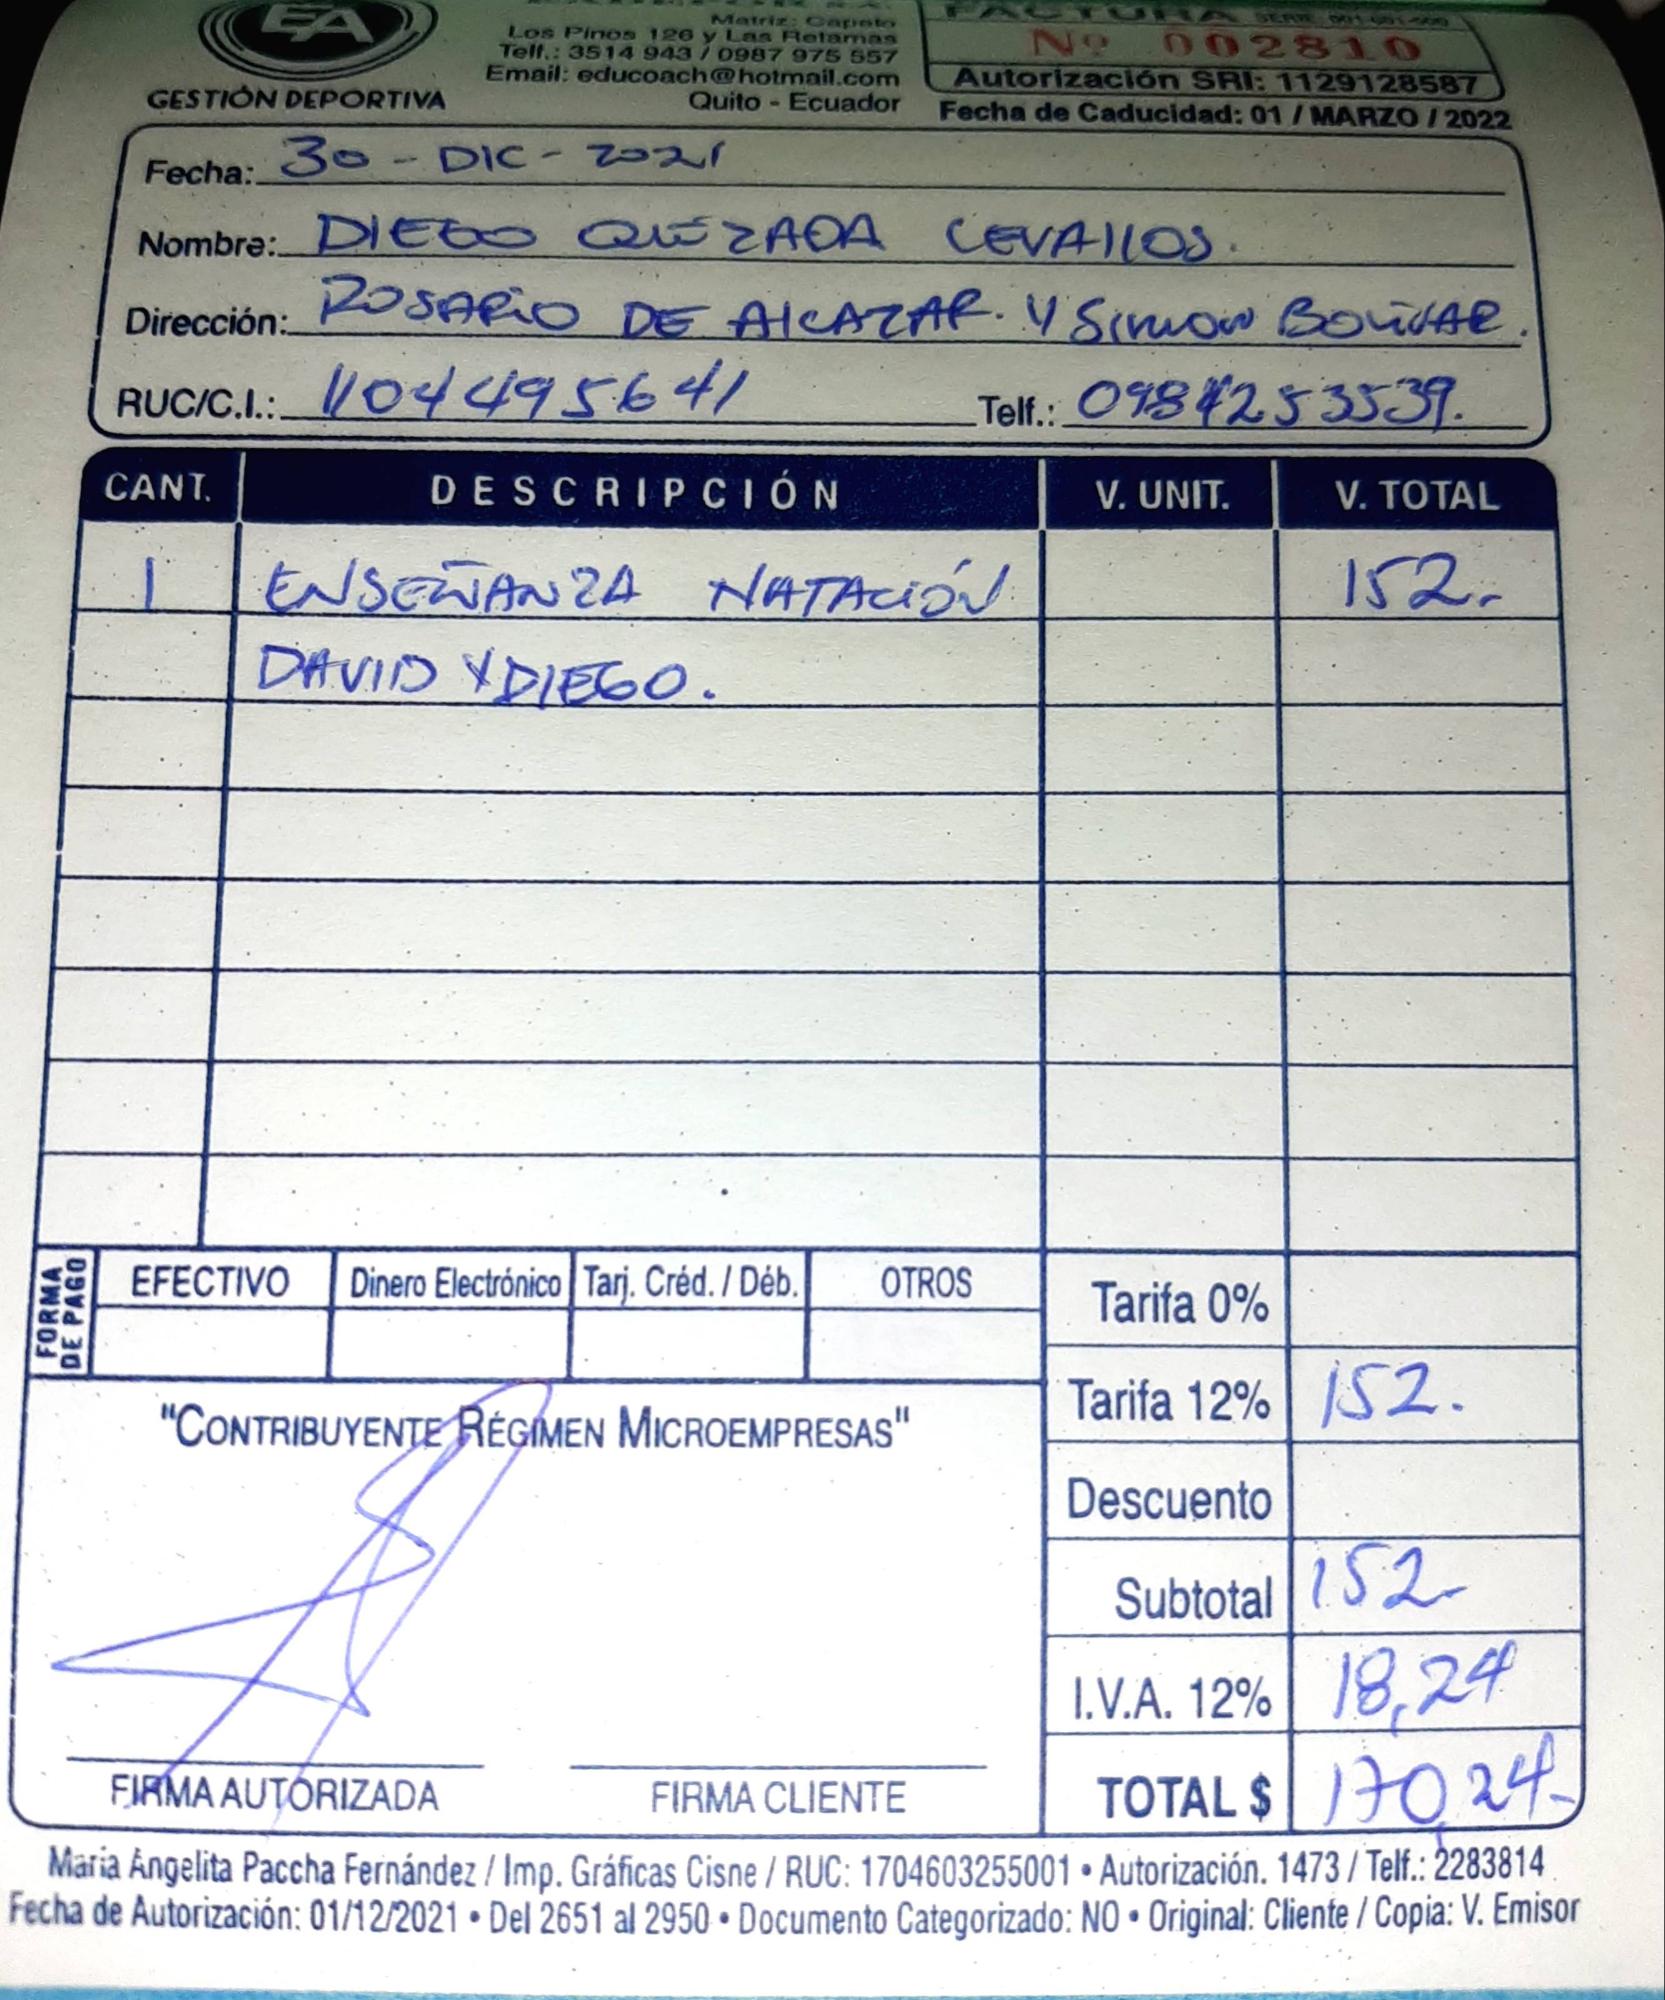 EA
GESTIÓN DEPORTIVA
Matriz: Capelo
Los Pinos 126 y Las Retamas
Telf.: 3514 943 / 0987 975 557
Email: educoach@hotmail.com
Quito - Ecuador
FACTURA SERIE 001-001-000
Nº 002810
Autorización SRI: 1129128587
Fecha de Caducidad: 01 / MARZO / 2022
Fecha: 30 - DIC - 2021
Nombre: DIEGO QUEZADA CEVALLOS.
Dirección: ROSARIO DE ALCAZAR. Y SIMON BOLIVAR.
RUC/C.I.: 1104495641 Telf.: 0984253539.
CANT. DESCRIPCIÓN V. UNIT. V. TOTAL
1 ENSEÑANZA NATACIÓN 152.-
DAVID Y DIEGO.
FORMA DE PAGO
EFECTIVO Dinero Electrónico Tarj. Créd. / Déb. OTROS
Tarifa 0%
Tarifa 12% 152.
Descuento
Subtotal 152.-
I.V.A. 12% 18,24
TOTAL $ 170,24.-
"CONTRIBUYENTE RÉGIMEN MICROEMPRESAS"
FIRMA AUTORIZADA FIRMA CLIENTE
Maria Angelita Paccha Fernández / Imp. Gráficas Cisne / RUC: 1704603255001 • Autorización. 1473 / Telf.: 2283814
Fecha de Autorización: 01/12/2021 • Del 2651 al 2950 • Documento Categorizado: NO • Original: Cliente / Copia: V. Emisor